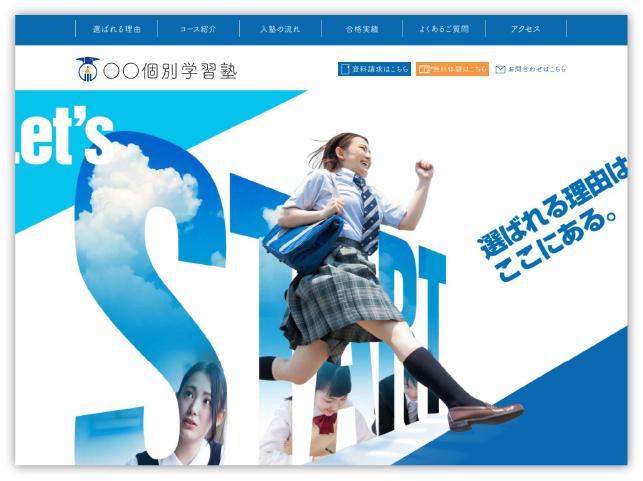 選ばれる理由
コース紹介
入塾の流れ
合格実績
よくあるご質問
アクセス
〇〇個別学習塾
資料請求はこちら
無料体験はこちら
お問合わせはこちら
Let's
START
選ばれる理由は
ここにある。